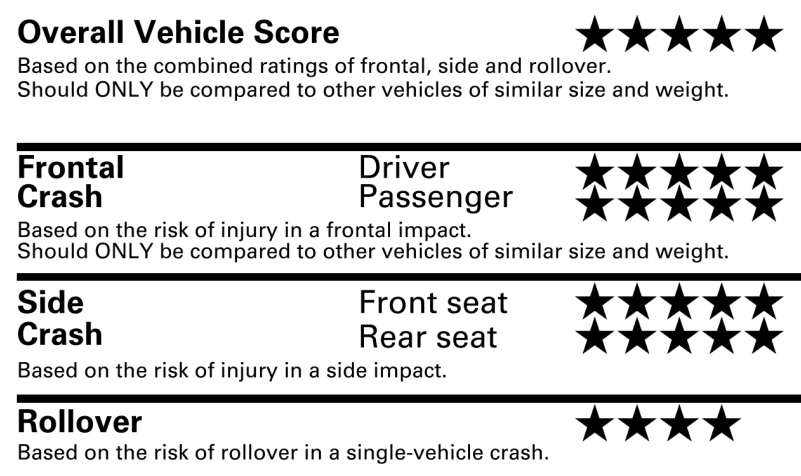 Overall Vehicle Score ★★★★★
Based on the combined ratings of frontal, side and rollover.
Should ONLY be compared to other vehicles of similar size and weight.
Frontal Driver ★★★★★
Crash Passenger ★★★★★
Based on the risk of injury in a frontal impact.
Should ONLY be compared to other vehicles of similar size and weight.
Side Front seat ★★★★★
Crash Rear seat ★★★★★
Based on the risk of injury in a side impact.
Rollover ★★★★
Based on the risk of rollover in a single-vehicle crash.